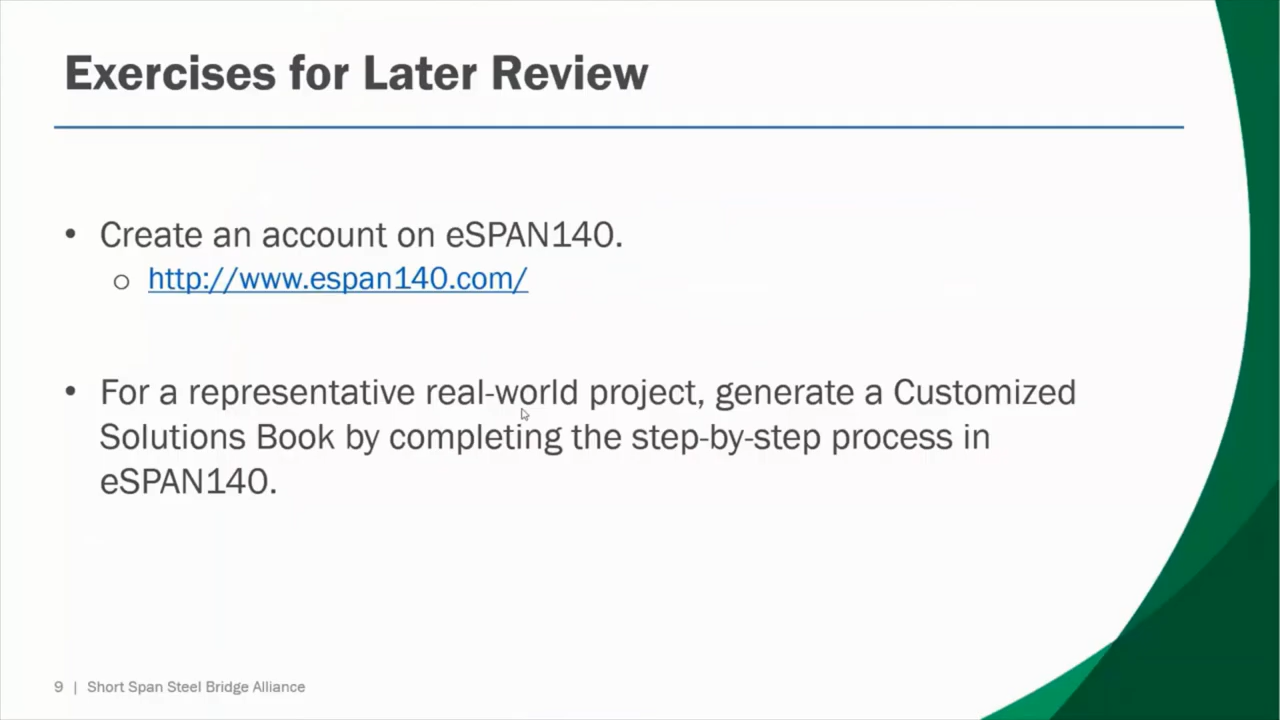 Exercises for Later Review
• Create an account on eSPAN140.
o http://www.espan140.com/
• For a representative real-world project, generate a Customized
Solutions Book by completing the step-by-step process in
eSPAN140.
9 | Short Span Steel Bridge Alliance